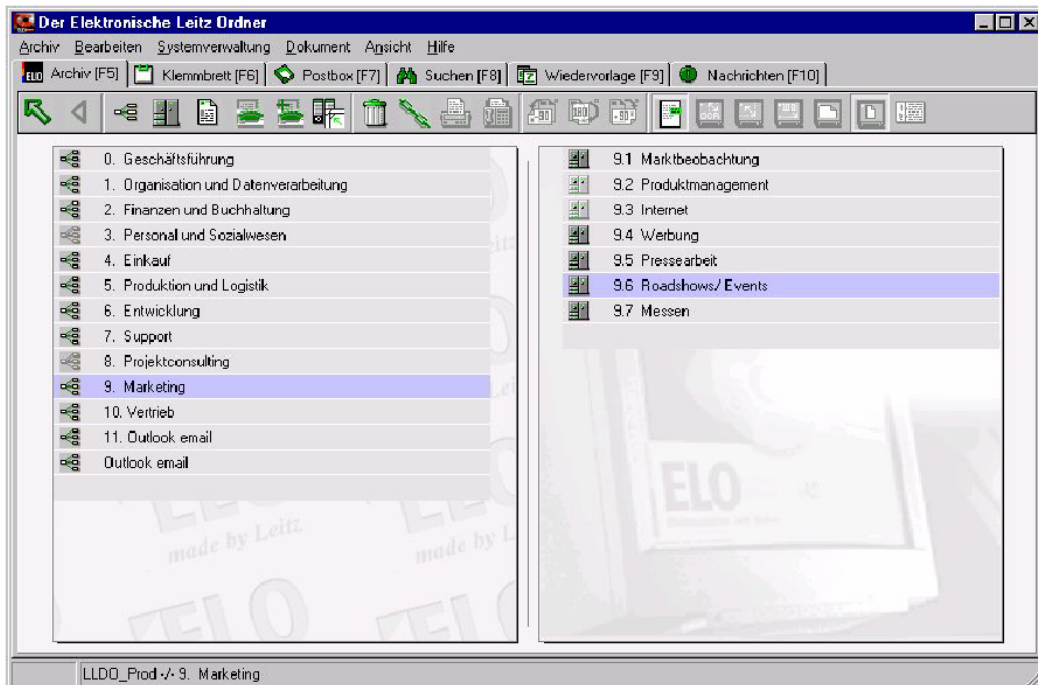 Der Elektronische Leitz Ordner
Archiv Bearbeiten Systemverwaltung Dokument Ansicht Hilfe
ELO Archiv [F5] Klemmbrett [F6] Postbox [F7] Suchen [F8] Wiedervorlage [F9] Nachrichten [F10]
0. Geschäftsführung
1. Organisation und Datenverarbeitung
2. Finanzen und Buchhaltung
3. Personal und Sozialwesen
4. Einkauf
5. Produktion und Logistik
6. Entwicklung
7. Support
8. Projektconsulting
9. Marketing
10. Vertrieb
11. Outlook email
Outlook email
9.1 Marktbeobachtung
9.2 Produktmanagement
9.3 Internet
9.4 Werbung
9.5 Pressearbeit
9.6 Roadshows/ Events
9.7 Messen
ELO
made by Leitz
made by L
ELO
LLDO_Prod -/- 9. Marketing